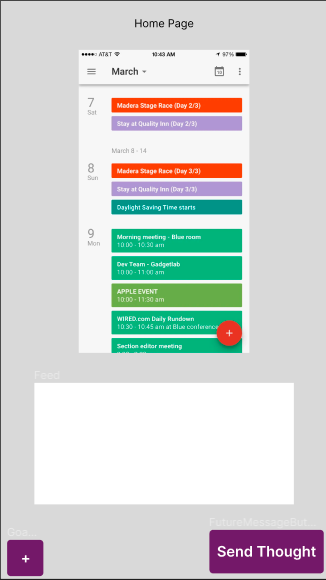 Home Page
AT&T 10:43 AM 97%
March
7
Sat
Madera Stage Race (Day 2/3)
Stay at Quality Inn (Day 2/3)
March 8 - 14
8
Sun
Madera Stage Race (Day 3/3)
Stay at Quality Inn (Day 3/3)
Daylight Saving Time starts
9
Mon
Morning meeting - Blue room
10:00 - 10:30 am
Dev Team - Gadgetlab
10:00 - 11:00 am
APPLE EVENT
10:00 - 11:30 am
WIRED.com Daily Rundown
10:30 - 10:45 am at Blue conference
+
Section editor meeting
Feed
FutureMessageBut...
Goa...
+
Send Thought